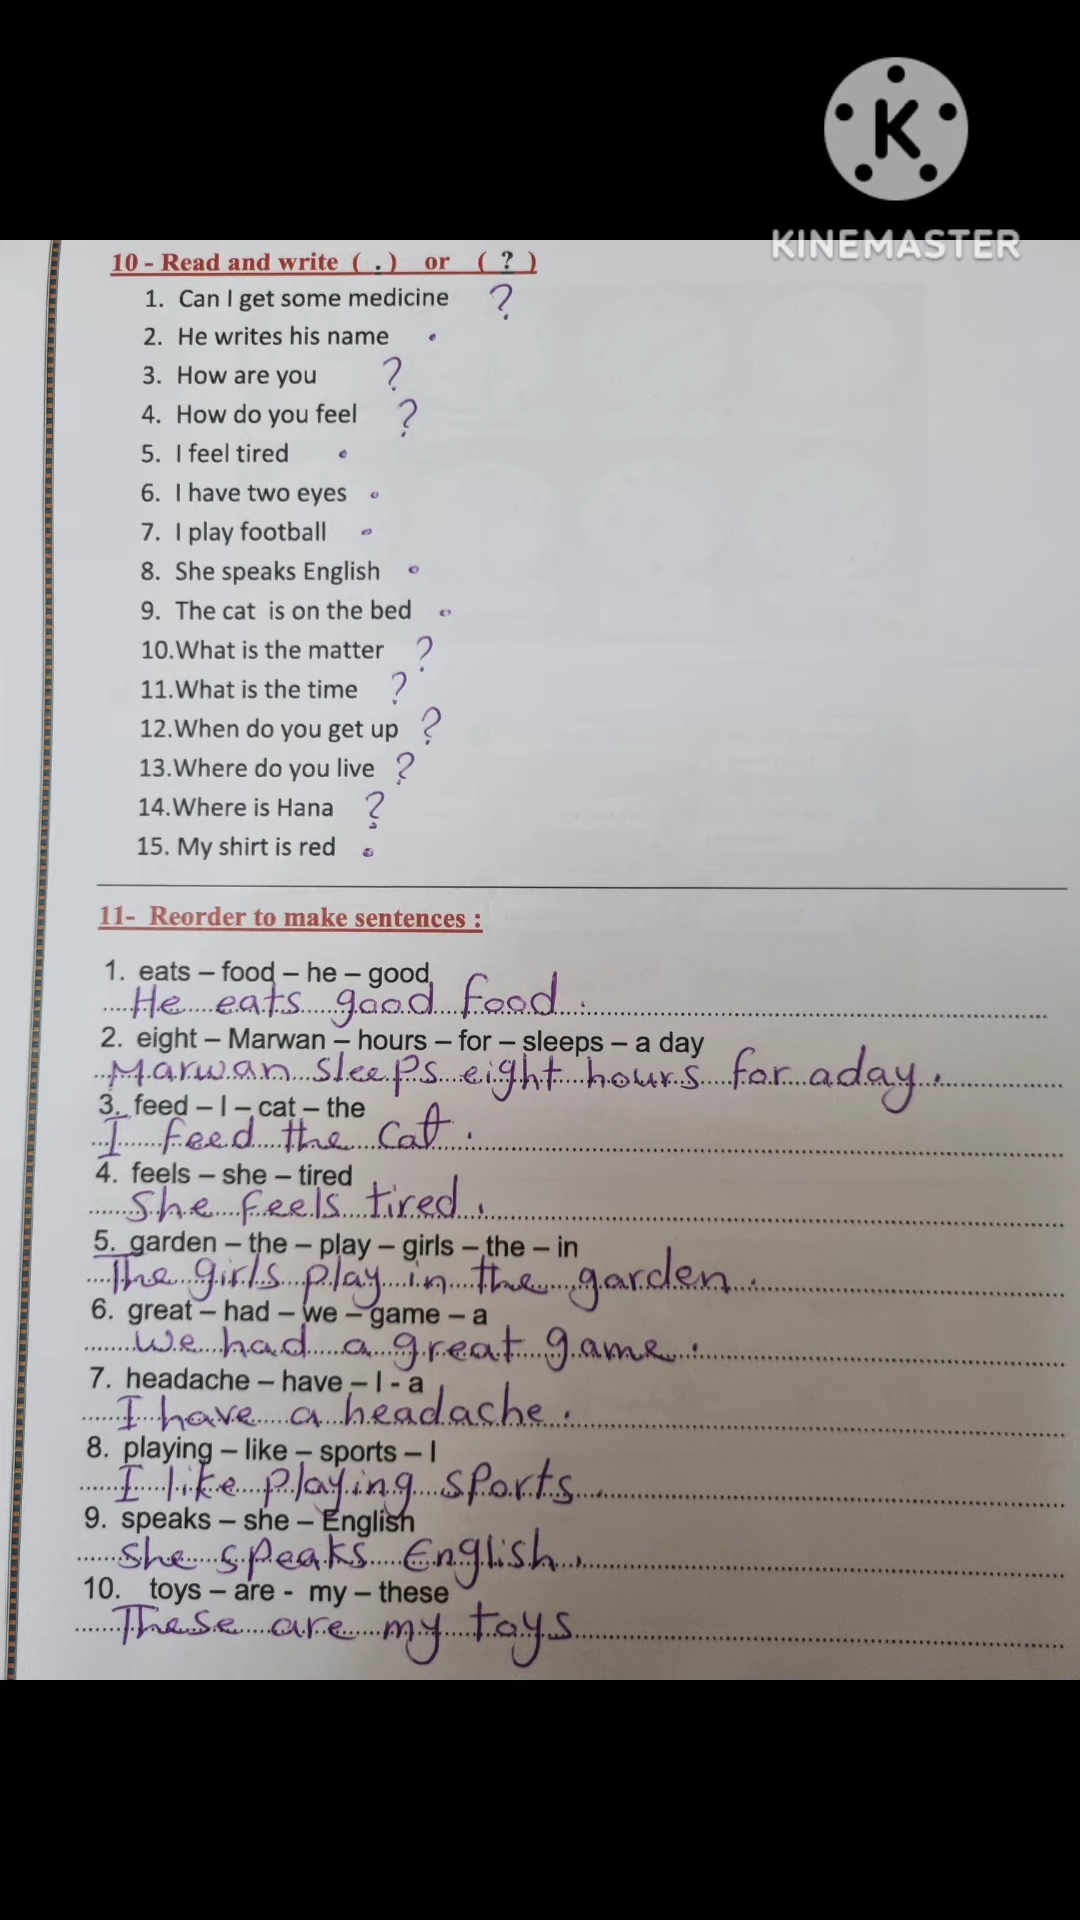 K
KINEMASTER
10 - Read and write ( . ) or ( ? )
1. Can I get some medicine ?
2. He writes his name .
3. How are you ?
4. How do you feel ?
5. I feel tired .
6. I have two eyes .
7. I play football .
8. She speaks English .
9. The cat is on the bed .
10.What is the matter ?
11.What is the time ?
12.When do you get up ?
13.Where do you live ?
14.Where is Hana ?
15. My shirt is red .
11- Reorder to make sentences :
1. eats – food – he – good
He eats good food .
2. eight – Marwan – hours – for – sleeps – a day
Marwan sleeps eight hours for aday .
3. feed – I – cat – the
I feed the cat .
4. feels – she – tired
She feels tired .
5. garden – the – play – girls – the – in
The girls play in the garden .
6. great – had – we – game – a
We had a great game .
7. headache – have – I - a
I have a headache .
8. playing – like – sports – I
I like playing sports .
9. speaks – she – English
She speaks English .
10. toys – are - my – these
These are my toys